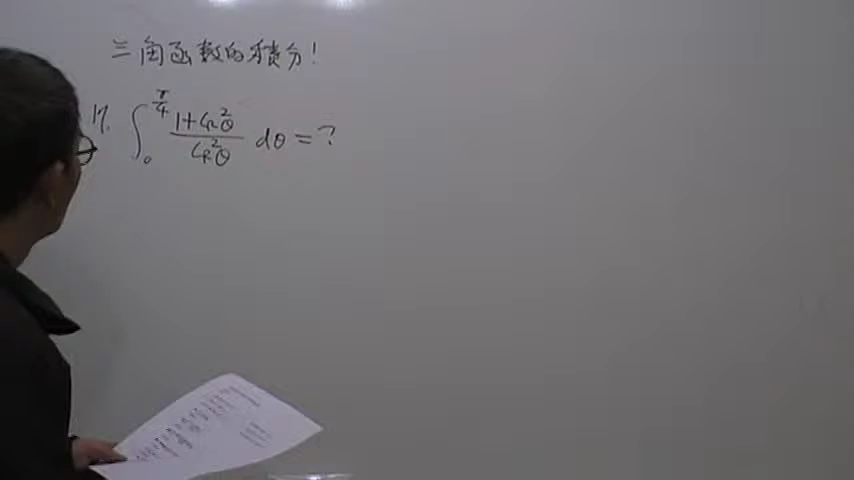 三角函数的积分!
17. ∫₀^{π/4} (1+cos²θ)/(cos²θ) dθ = ?